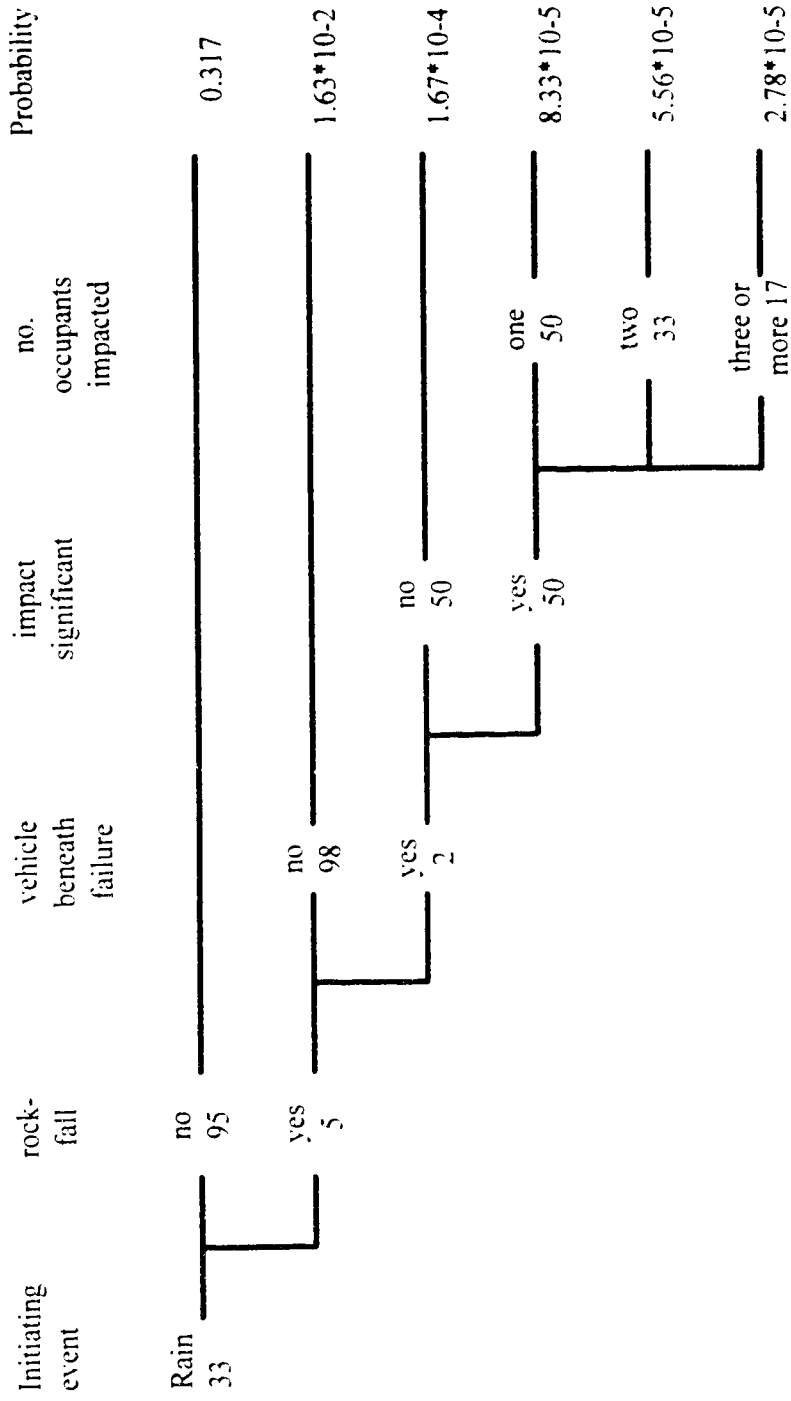 Initiating
event
rock-
fall
vehicle
beneath
failure
impact
significant
no.
occupants
impacted
Probability
Rain
33
no
95
0.317
yes
5
no
98
1.63*10-2
yes
2
no
50
1.67*10-4
yes
50
one
50
8.33*10-5
two
33
5.56*10-5
three or
more 17
2.78*10-5